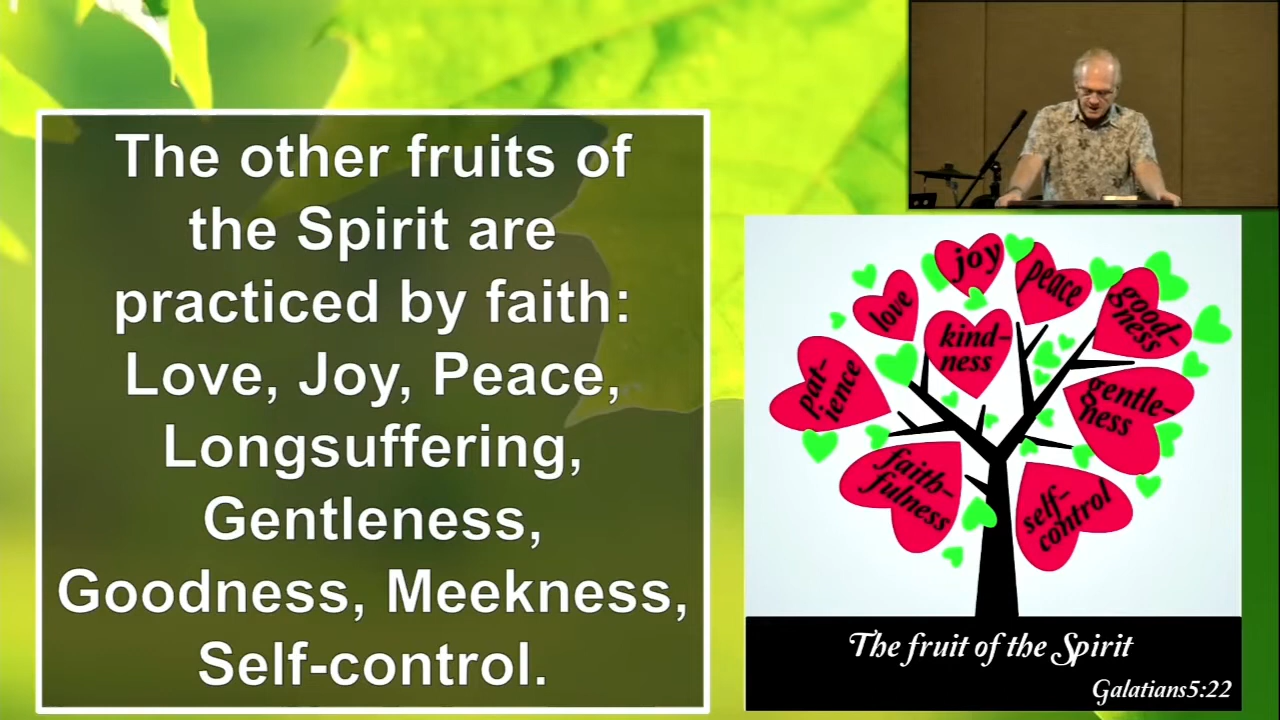 The other fruits of
the Spirit are
practiced by faith:
Love, Joy, Peace,
Longsuffering,
Gentleness,
Goodness, Meekness,
Self-control.
joy
peace
love
good-
ness
kind-
ness
pat-
ience
gentle-
ness
faith-
fulness
self-
control
The fruit of the Spirit
Galatians5:22